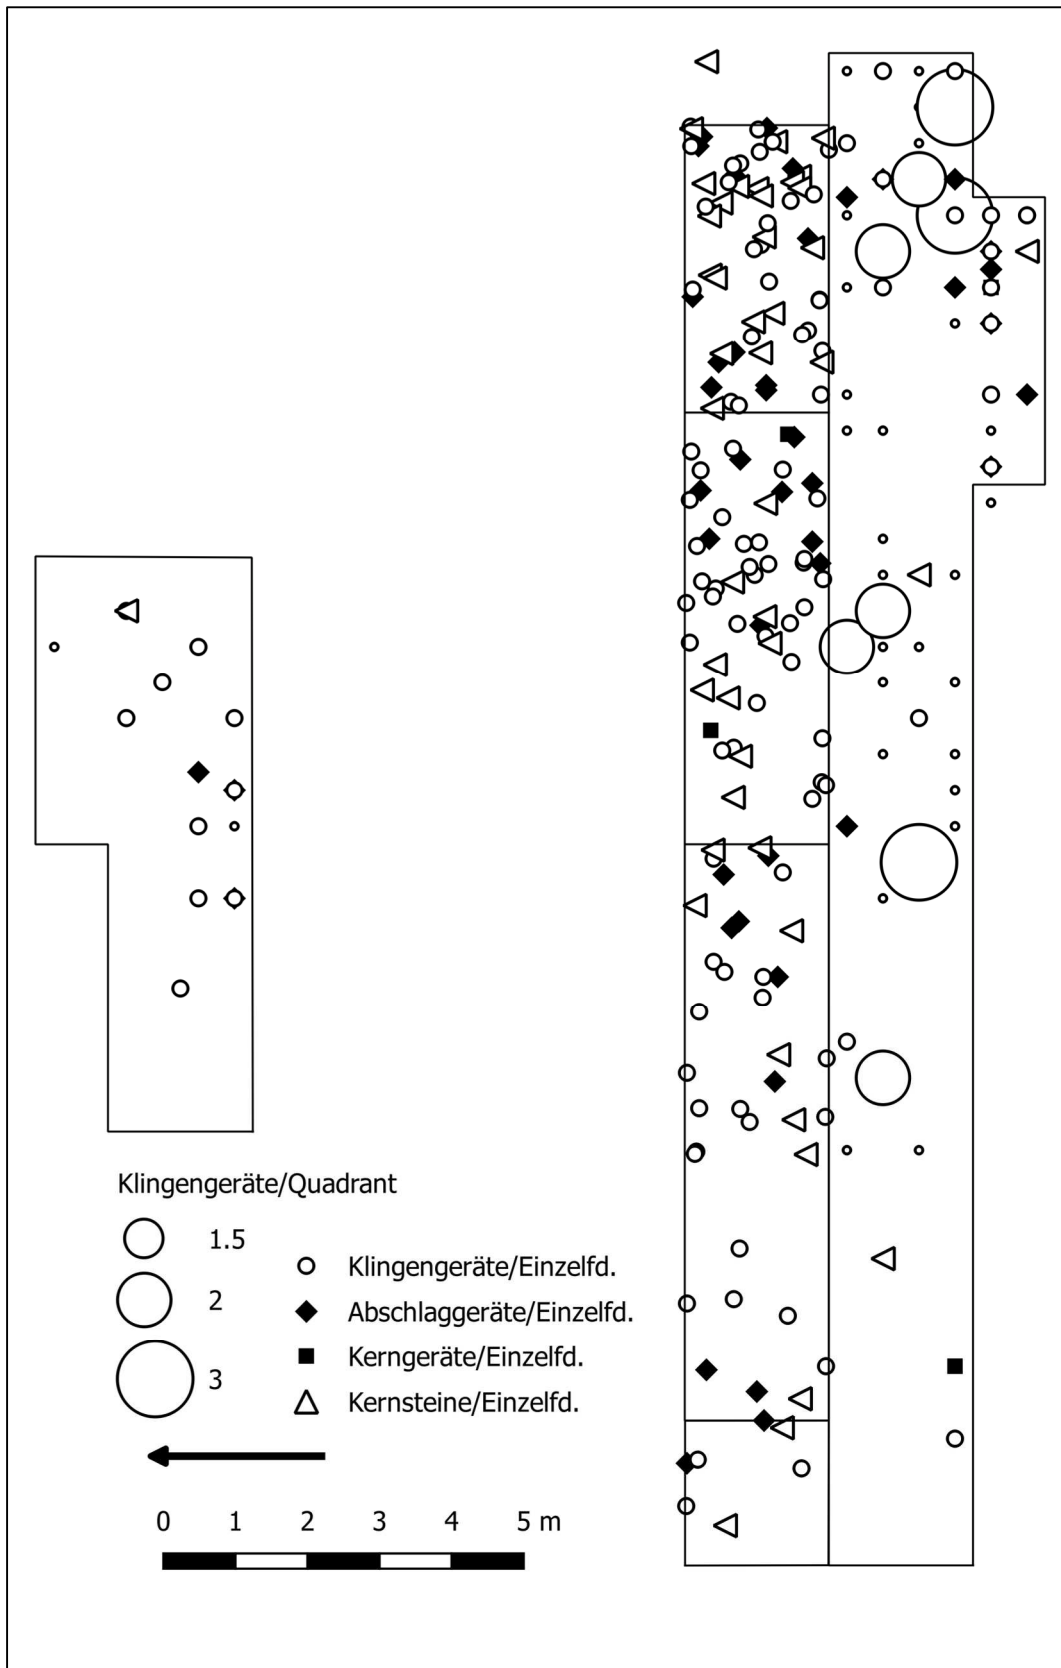 Klingengeräte/Quadrant
1.5
2
3
Klingengeräte/Einzelfd.
Abschlaggeräte/Einzelfd.
Kerngeräte/Einzelfd.
Kernsteine/Einzelfd.
0 1 2 3 4 5 m